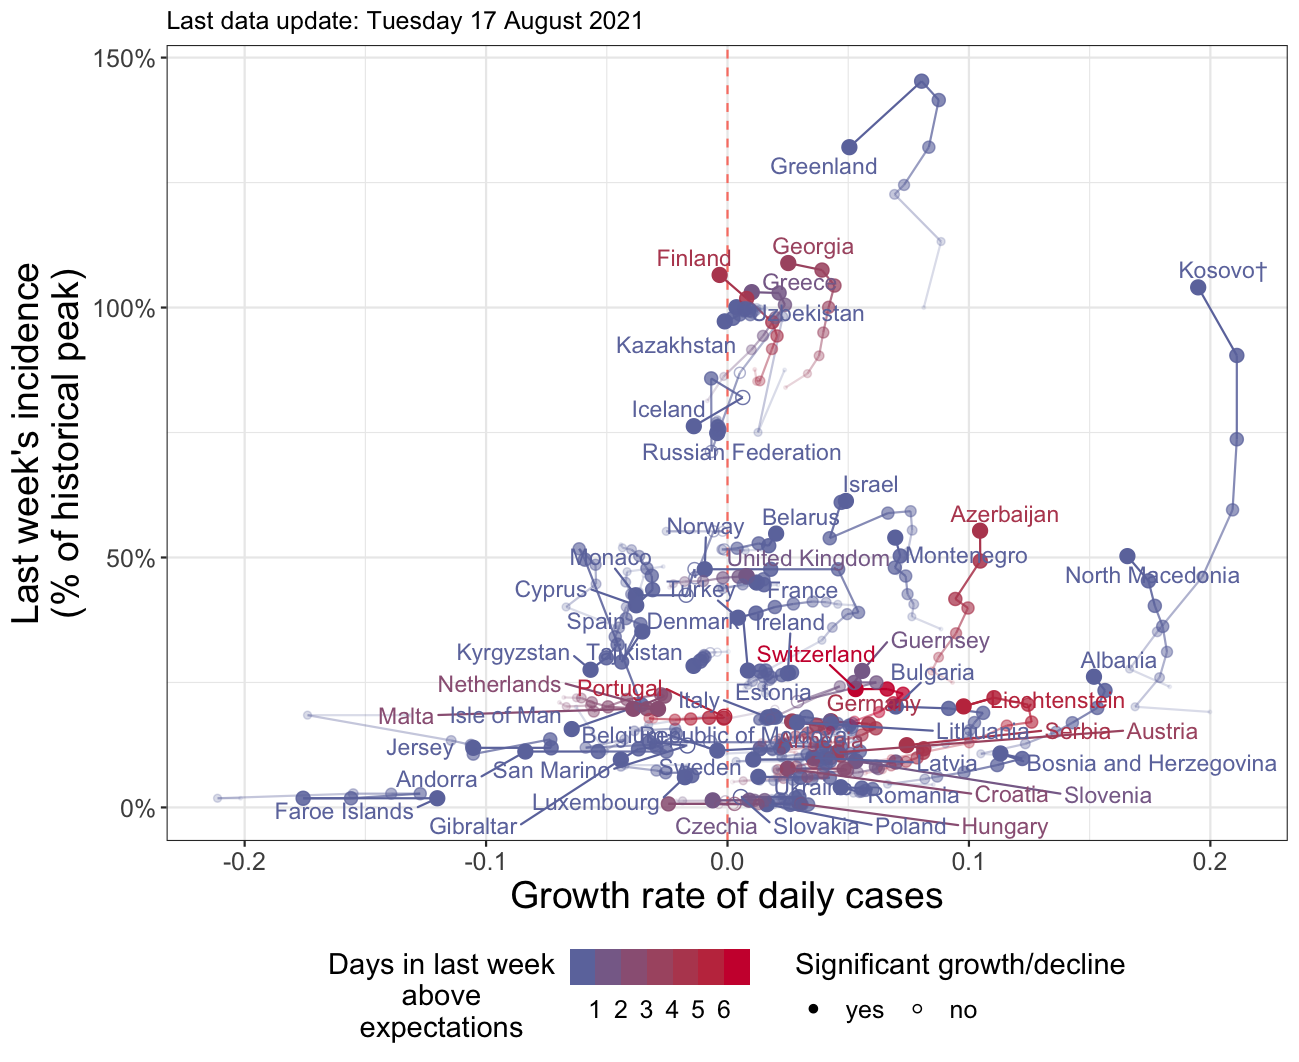 Last data update: Tuesday 17 August 2021
150%
Greenland
Finland
Georgia
Kosovo†
Greece
100%
Uzbekistan
Kazakhstan
Iceland
Russian Federation
Israel
Azerbaijan
Belarus
Norway
Monaco
United Kingdom
Montenegro
50%
North Macedonia
Cyprus
Turkey
France
Spain
Denmark
Ireland
Guernsey
Kyrgyzstan
Switzerland
Albania
Bulgaria
Netherlands
Portugal
Estonia
Italy
Germany
Liechtenstein
Malta
Isle of Man
Lithuania
Serbia
Austria
Belgium
Republic of Moldova
Armenia
Jersey
Andorra
San Marino
Sweden
Latvia
Bosnia and Herzegovina
Ukraine
Romania
Croatia
Slovenia
0%
Faroe Islands
Luxembourg
Gibraltar
Czechia
Slovakia
Poland
Hungary
-0.2
-0.1
0.0
0.1
0.2
Growth rate of daily cases
Last week's incidence
(% of historical peak)
Days in last week
above
expectations
1 2 3 4 5 6
Significant growth/decline
yes
no